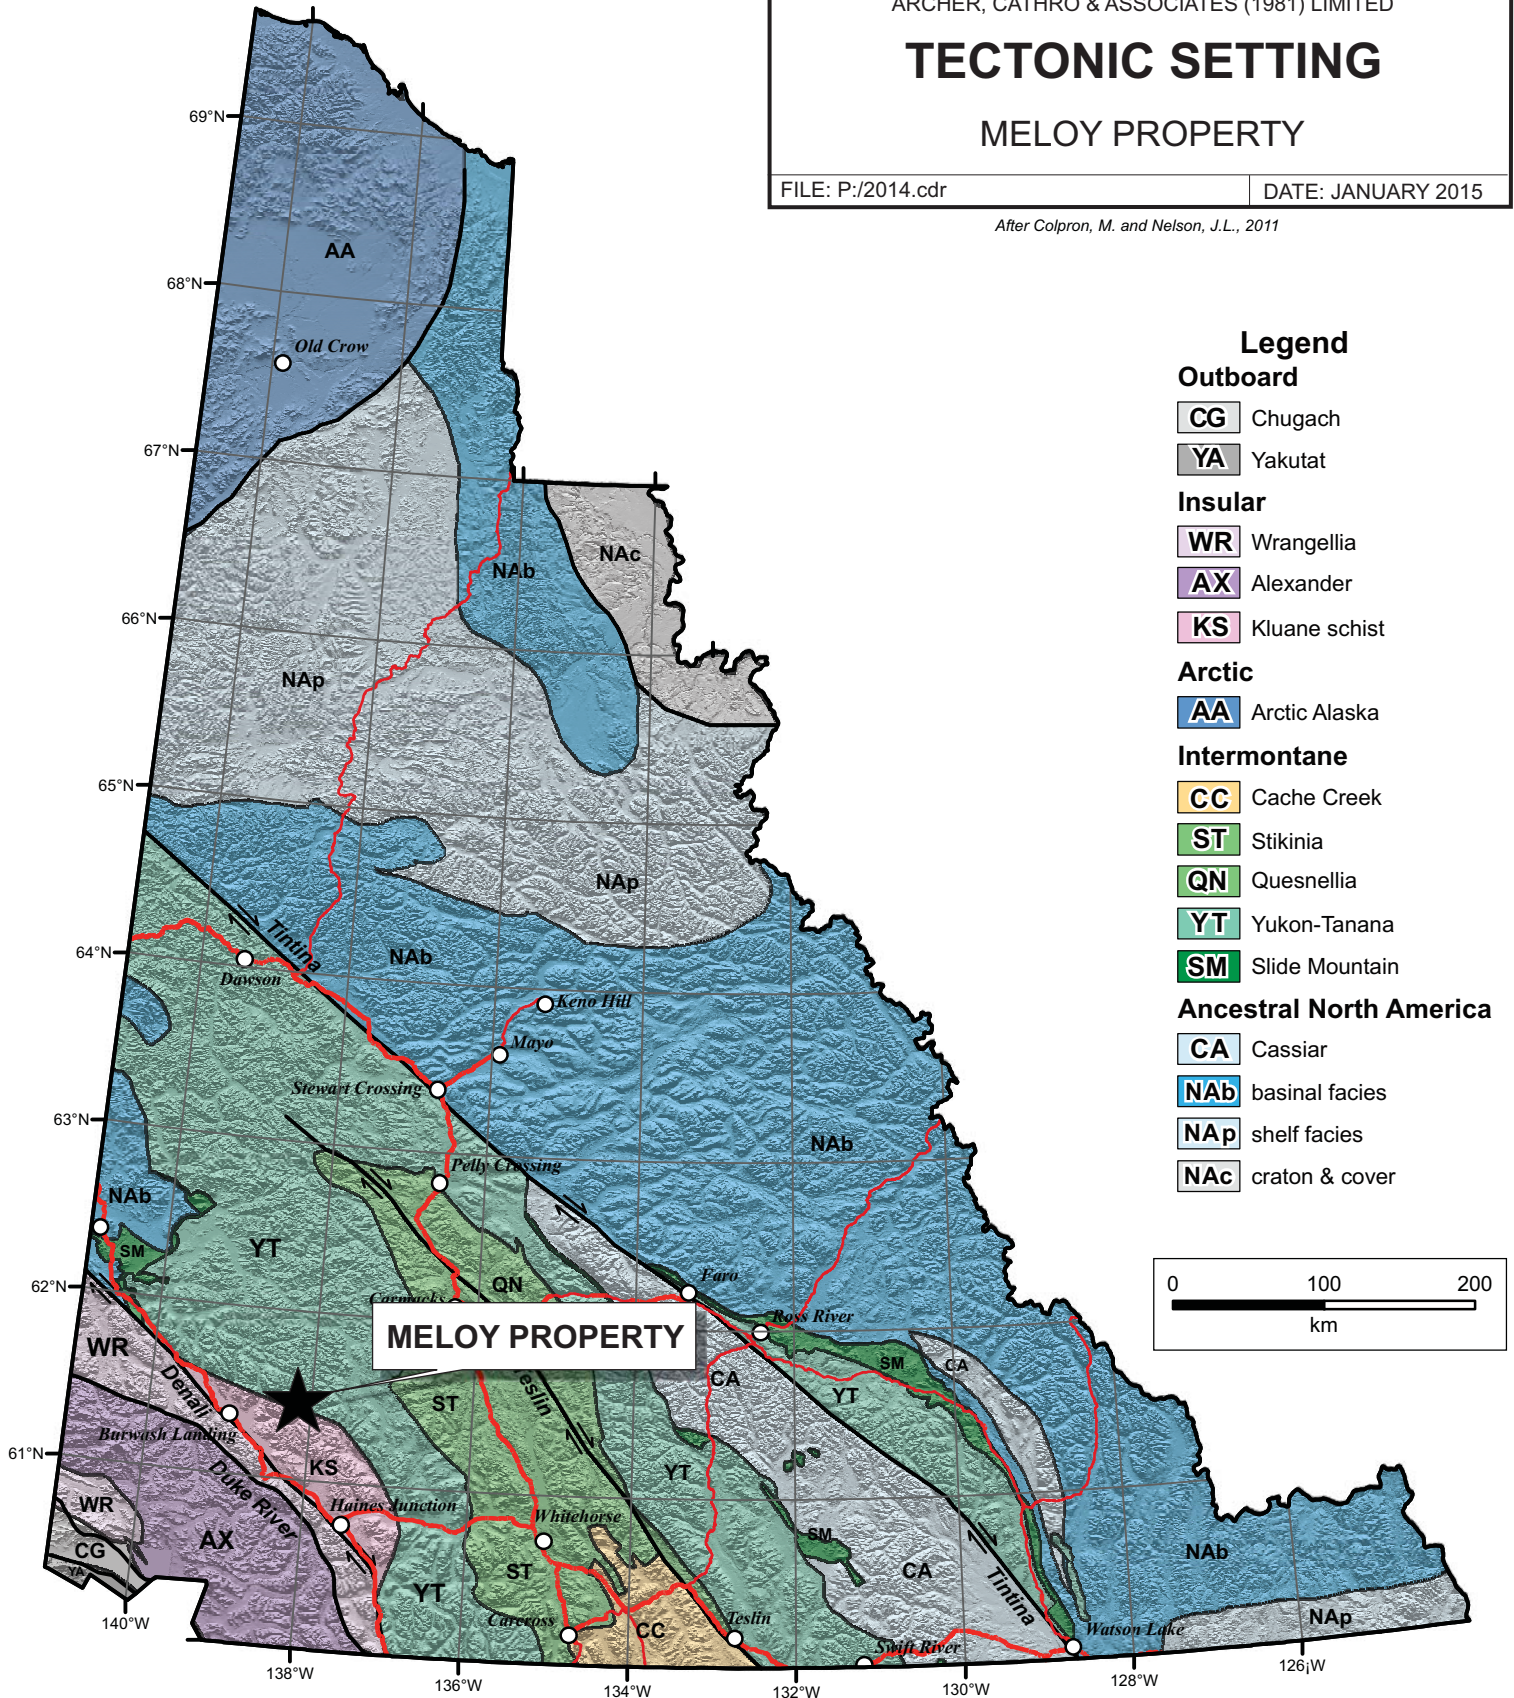 ARCHER, CATHRO & ASSOCIATES (1981) LIMITED
TECTONIC SETTING
MELOY PROPERTY
FILE: P:/2014.cdr
DATE: JANUARY 2015
After Colpron, M. and Nelson, J.L., 2011
Legend
Outboard
CG Chugach
YA Yakutat
Insular
WR Wrangellia
AX Alexander
KS Kluane schist
Arctic
AA Arctic Alaska
Intermontane
CC Cache Creek
ST Stikinia
QN Quesnellia
YT Yukon-Tanana
SM Slide Mountain
Ancestral North America
CA Cassiar
NAb basinal facies
NAp shelf facies
NAc craton & cover
0 100 200
km
69°N
AA
68°N
Old Crow
67°N
NAc
NAb
66°N
NAp
65°N
NAp
Tintina
64°N
NAb
Dawson
Keno Hill
Mayo
Stewart Crossing
63°N
NAb
Pelly Crossing
NAb
YT
SM
62°N
Faro
QN
Carmacks
Ross River
MELOY PROPERTY
WR
SM
CA
Denali
CA
YT
Teslin
ST
Burwash Landing
61°N
KS
YT
Duke River
WR
Haines Junction
Whitehorse
SM
AX
CG
NAb
YA
ST
CA
YT
Tintina
140°W
Carcross
Teslin
CC
NAp
Watson Lake
Swift River
138°W
136°W
134°W
132°W
130°W
128°W
126¡W